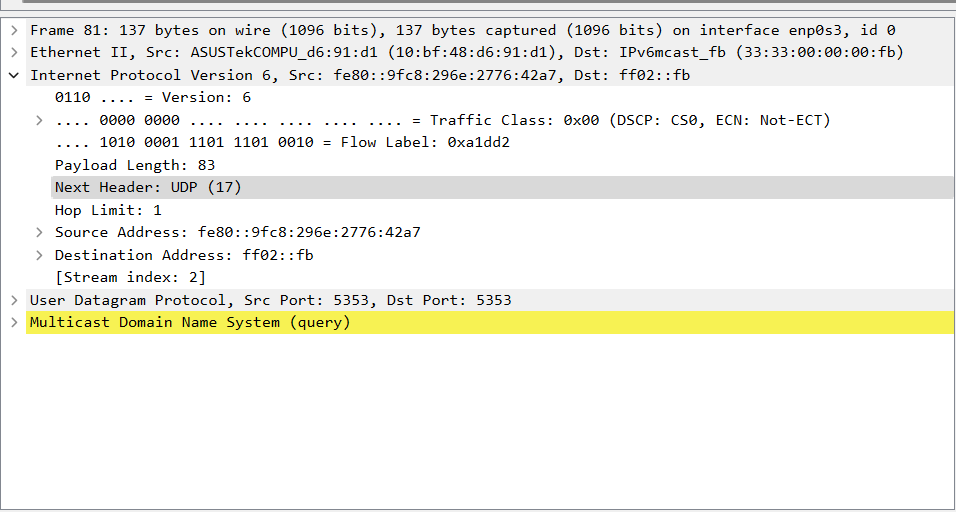 Frame 81: 137 bytes on wire (1096 bits), 137 bytes captured (1096 bits) on interface enp0s3, id 0
Ethernet II, Src: ASUSTekCOMPU_d6:91:d1 (10:bf:48:d6:91:d1), Dst: IPv6mcast_fb (33:33:00:00:00:fb)
Internet Protocol Version 6, Src: fe80::9fc8:296e:2776:42a7, Dst: ff02::fb
0110 .... = Version: 6
.... 0000 0000 .... .... .... .... .... = Traffic Class: 0x00 (DSCP: CS0, ECN: Not-ECT)
.... 1010 0001 1101 1101 0010 = Flow Label: 0xa1dd2
Payload Length: 83
Next Header: UDP (17)
Hop Limit: 1
Source Address: fe80::9fc8:296e:2776:42a7
Destination Address: ff02::fb
[Stream index: 2]
User Datagram Protocol, Src Port: 5353, Dst Port: 5353
Multicast Domain Name System (query)